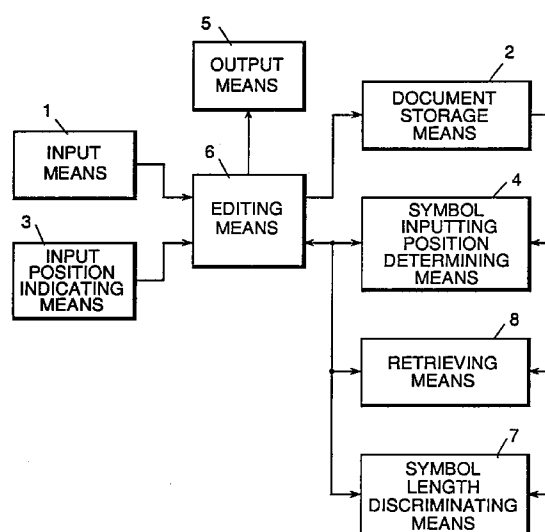 5
OUTPUT
MEANS
2
DOCUMENT
STORAGE
MEANS
1
INPUT
MEANS
6
EDITING
MEANS
4
SYMBOL
INPUTTING
POSITION
DETERMINING
MEANS
3
INPUT
POSITION
INDICATING
MEANS
8
RETRIEVING
MEANS
7
SYMBOL
LENGTH
DISCRIMINATING
MEANS